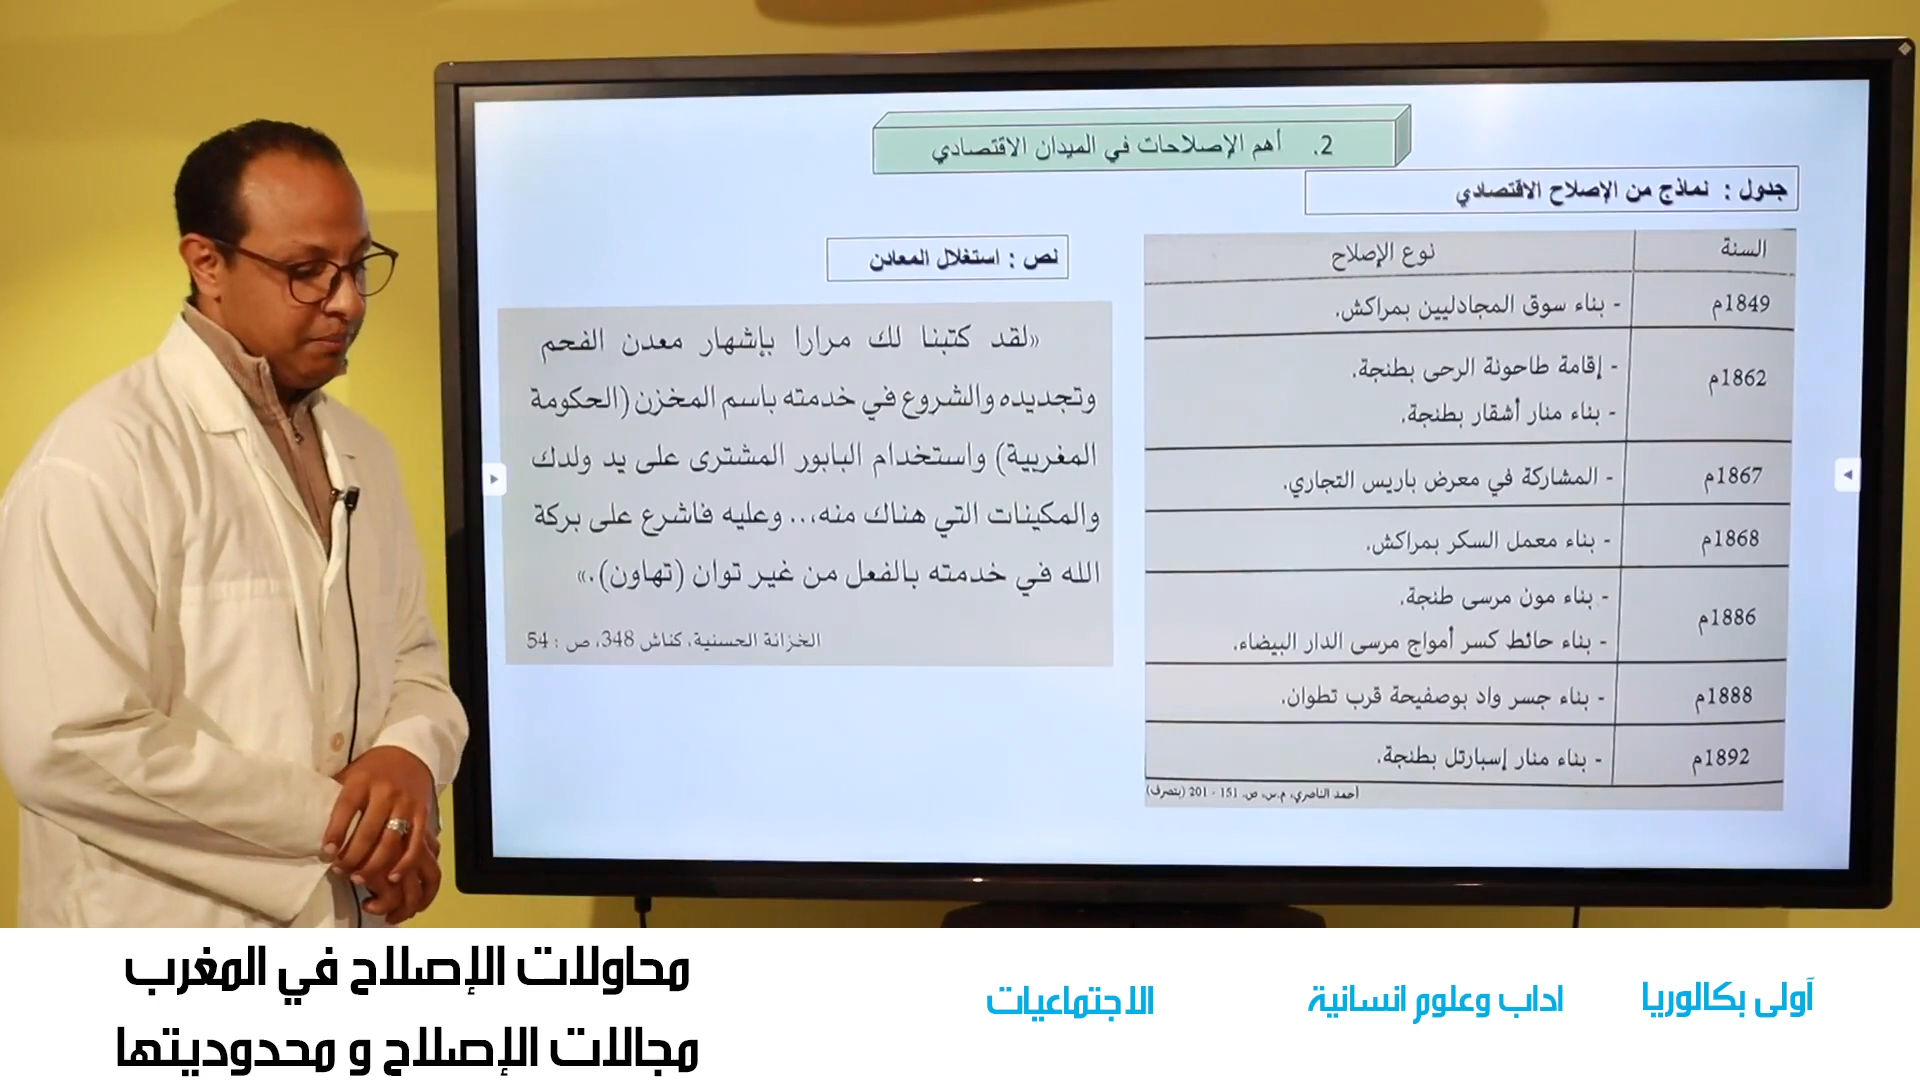 2. أهم الإصلاحات في الميدان الاقتصادي
جدول : نماذج من الإصلاح الاقتصادي
السنة نوع الإصلاح
1849م - بناء سوق المجادليين بمراكش.
1862م - إقامة طاحونة الرحى بطنجة.
- بناء منار أشقار بطنجة.
1867م - المشاركة في معرض باريس التجاري.
1868م - بناء معمل السكر بمراكش.
1886م - بناء مون مرسى طنجة.
- بناء حائط كسر أمواج مرسى الدار البيضاء.
1888م - بناء جسر واد بوصفيحة قرب تطوان.
1892م - بناء منار إسبارتل بطنجة.
أحمد الناصري، م.س، ص. 151 - 201 (بتصرف)
نص : استغلال المعادن
«لقد كتبنا لك مرارا بإشهار معدن الفحم
وتجديده والشروع في خدمته باسم المخزن (الحكومة
المغربية) واستخدام البابور المشترى على يد ولدك
والمكينات التي هناك منه،.. وعليه فاشرع على بركة
الله في خدمته بالفعل من غير توان (تهاون).»
الخزانة الحسنية، كناش 348، ص : 54
محاولات الإصلاح في المغرب
مجالات الإصلاح و محدوديتها
أولى بكالوريا
اداب وعلوم انسانية
الاجتماعيات